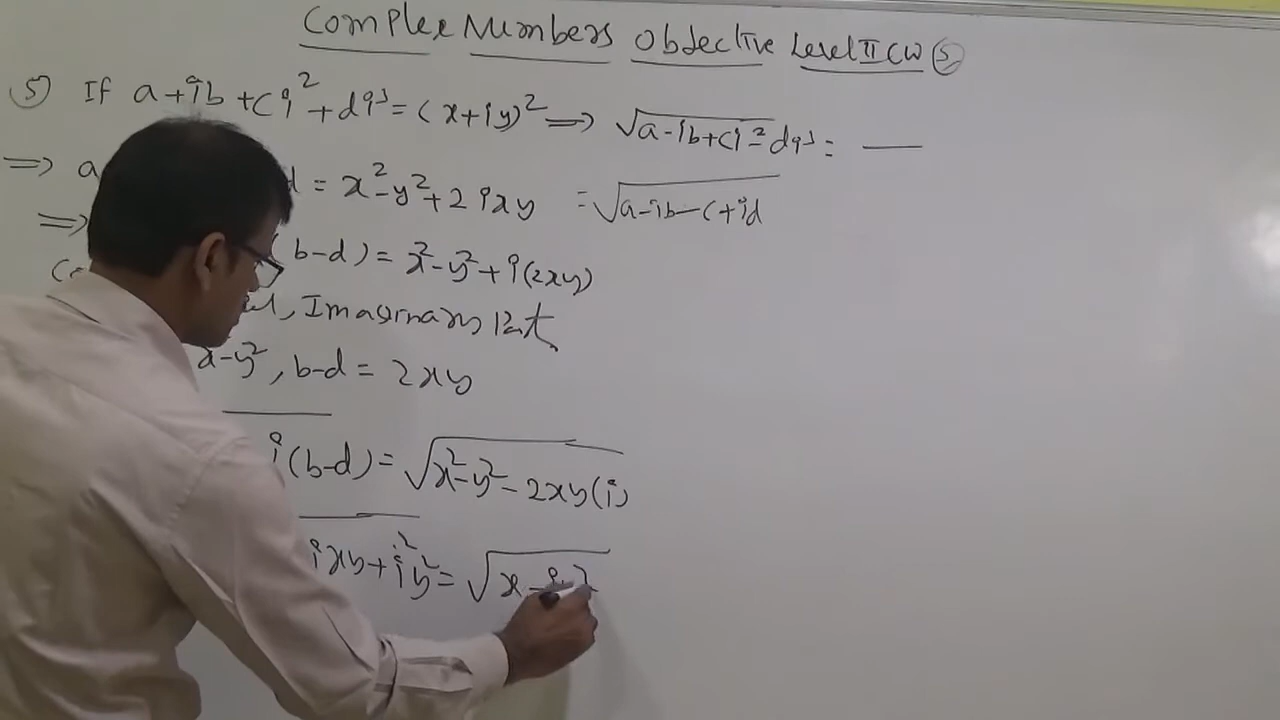 Complex Numbers Objective Level II CW (5)
5) If a+ib+ci²+di³=(x+iy)² ⟹ √(a-ib+ci²-di³) = ___
⟹ a d = x²-y²+2ixy = √(a-ib-c+id)
⟹ (b-d) = x²-y²+i(2xy)
, Imaginary Part
x²-y², b-d = 2xy
i(b-d) = √(x²-y²-2xy(i))
ixy+i²y² = √(x-iy)²